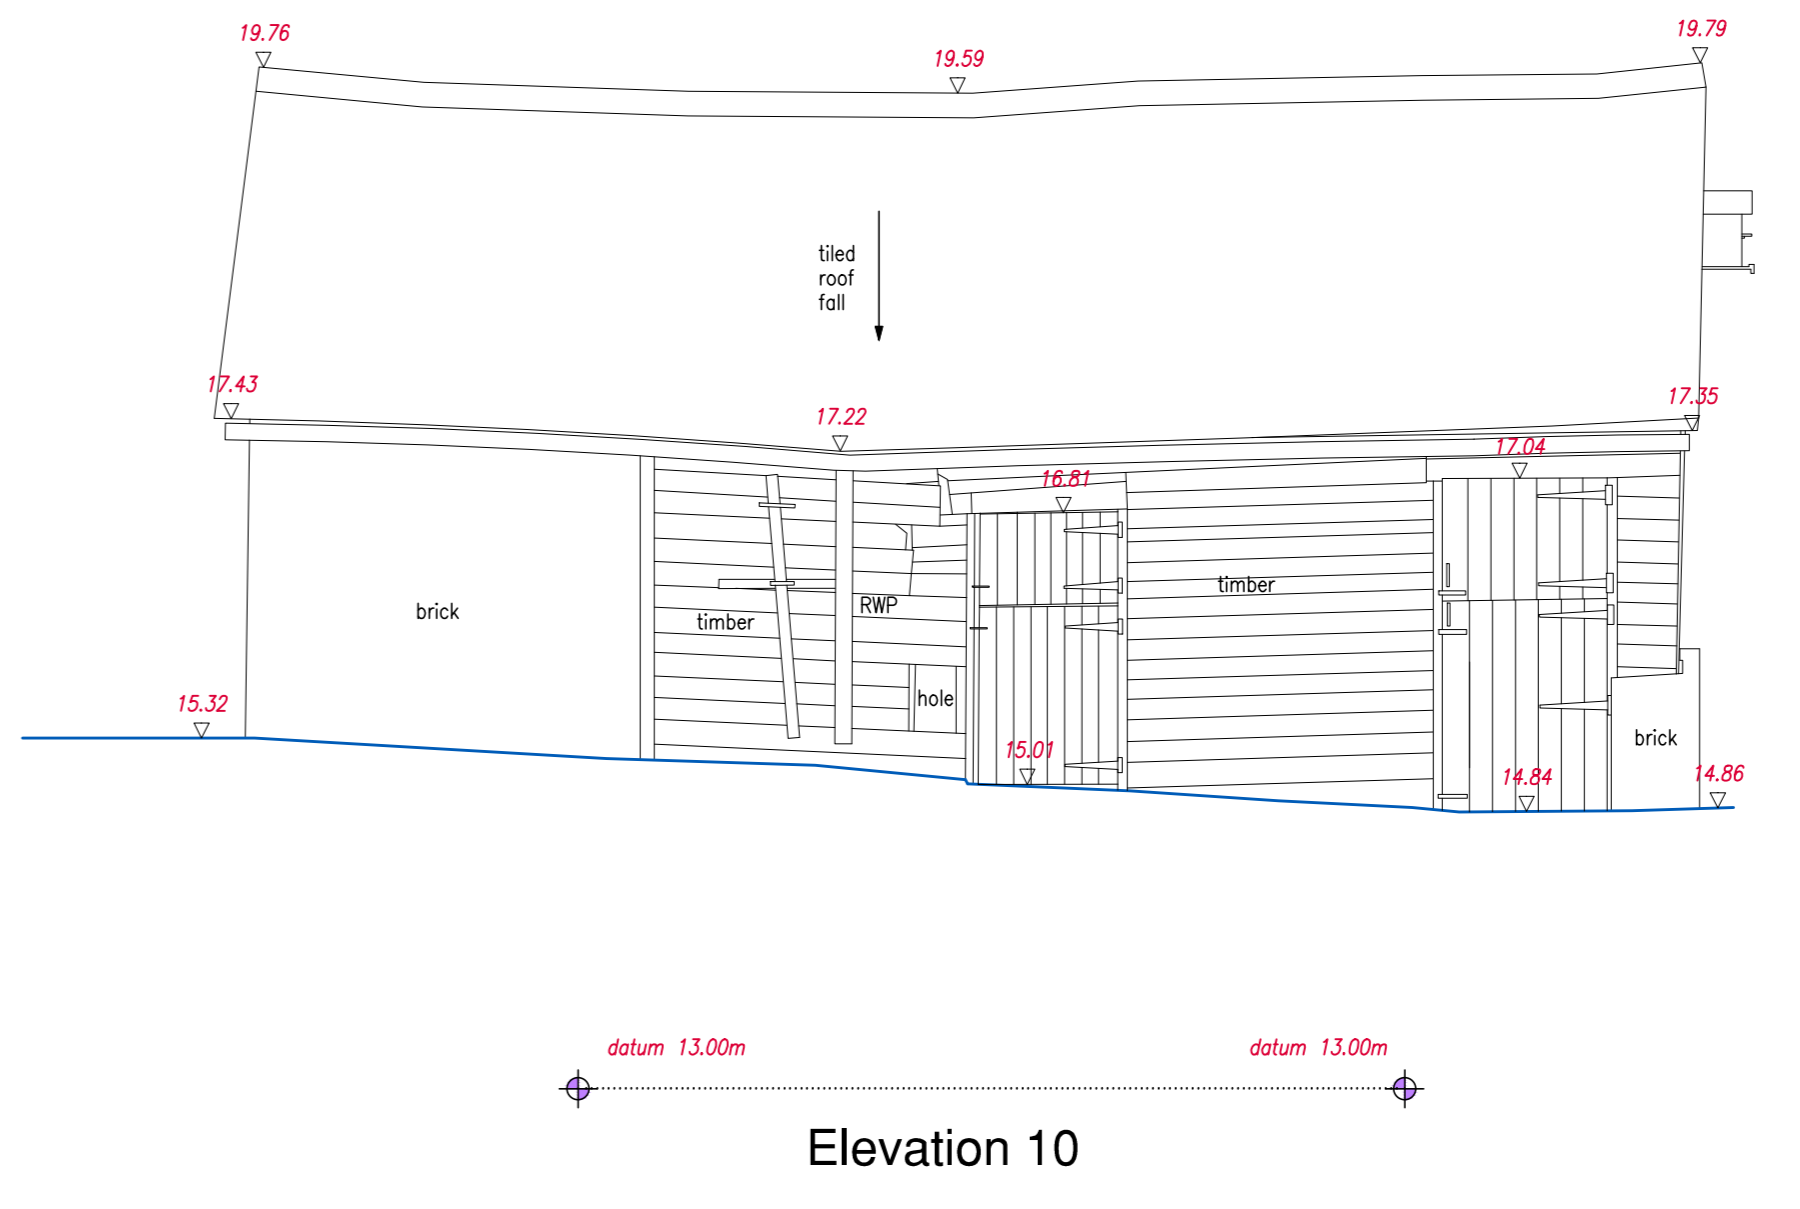 19.76
19.59
19.79
tiled
roof
fall
17.43
17.22
17.35
17.04
16.81
timber
brick
RWP
timber
hole
15.32
brick
15.01
14.84
14.86
datum 13.00m
datum 13.00m
Elevation 10